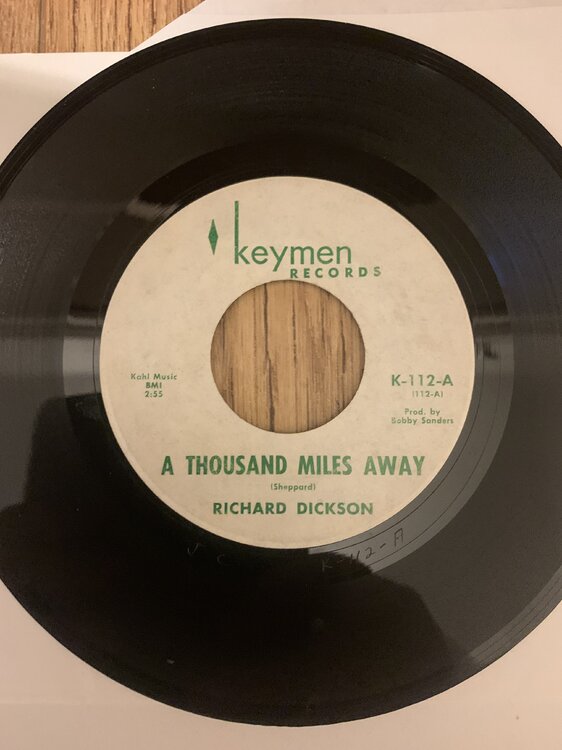 keymen
RECORDS
Kahl Music
BMI
2:55
K-112-A
(112-A)
Prod. by
Bobby Sanders
A THOUSAND MILES AWAY
(Sheppard)
RICHARD DICKSON
K-112-A